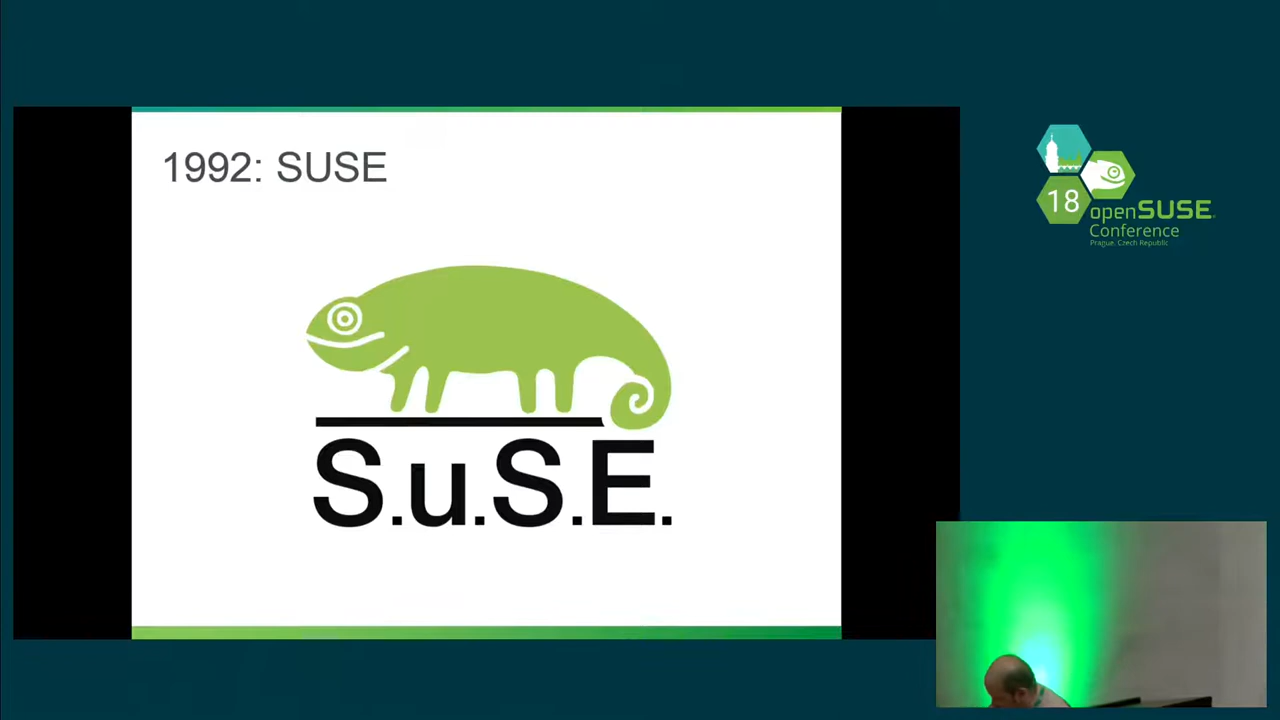 1992: SUSE
S.u.S.E.
18
openSUSE
Conference
Prague, Czech Republic